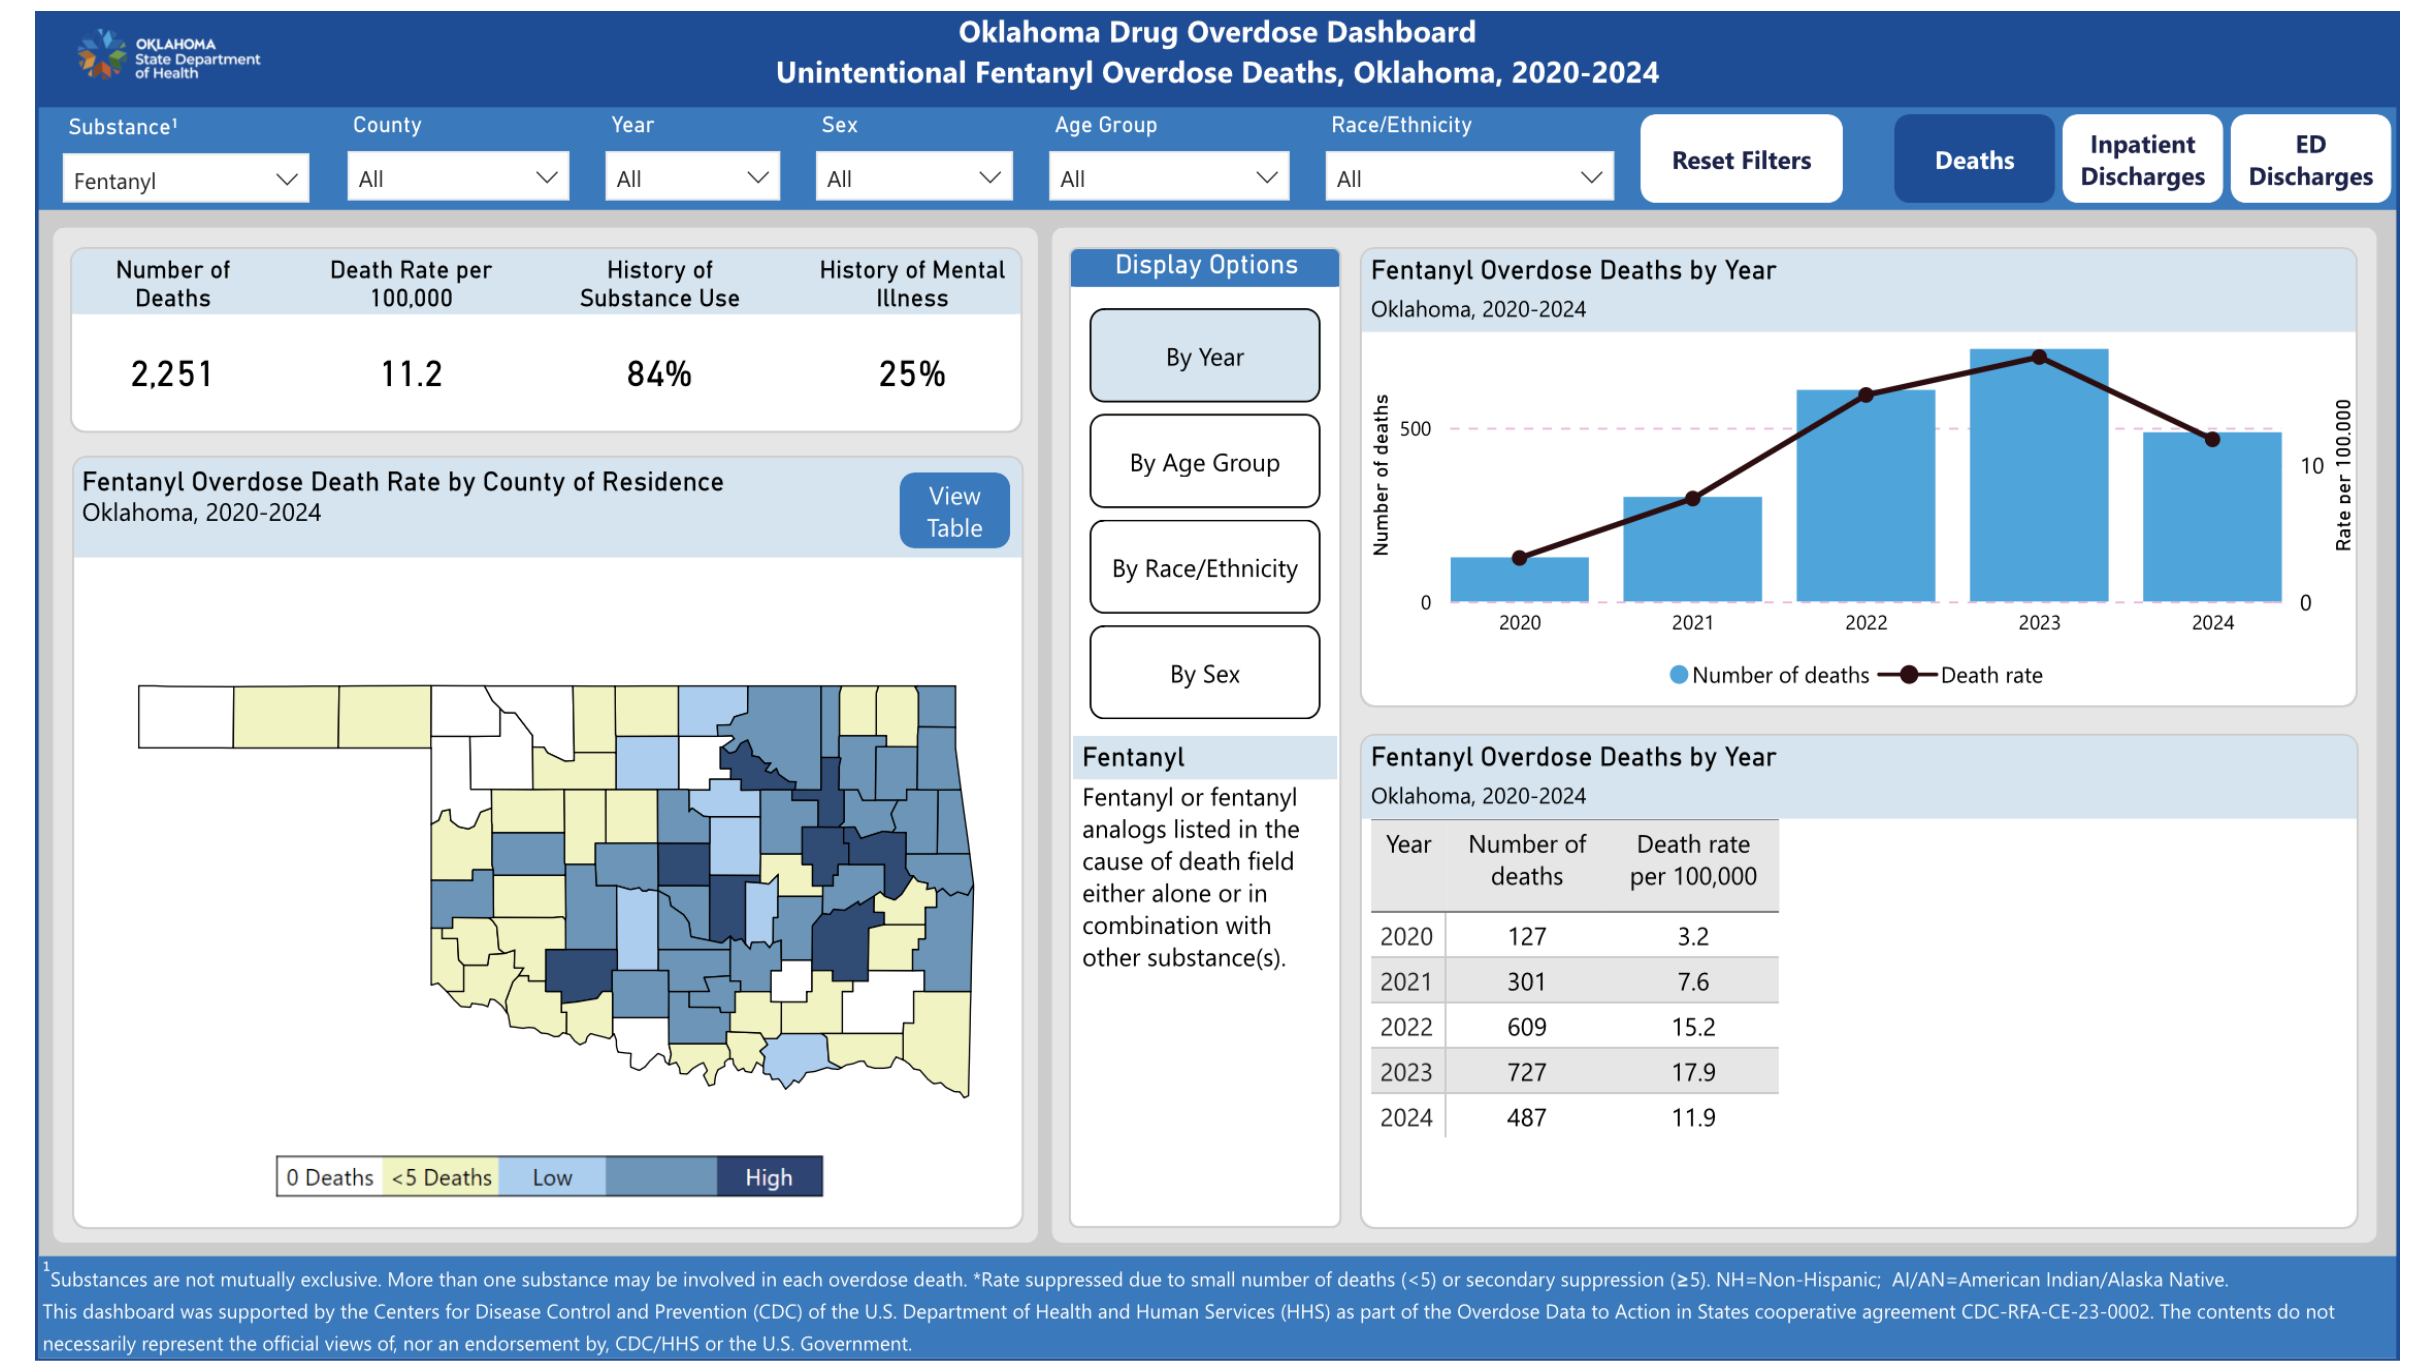 OKLAHOMA
State Department
of Health
Oklahoma Drug Overdose Dashboard
Unintentional Fentanyl Overdose Deaths, Oklahoma, 2020-2024
Substance¹
Fentanyl
County
All
Year
All
Sex
All
Age Group
All
Race/Ethnicity
All
Reset Filters
Deaths
Inpatient
Discharges
ED
Discharges
Number of
Deaths
2,251
Death Rate per
100,000
11.2
History of
Substance Use
84%
History of Mental
Illness
25%
Fentanyl Overdose Death Rate by County of Residence
Oklahoma, 2020-2024
View
Table
0 Deaths
<5 Deaths
Low
High
Display Options
By Year
By Age Group
By Race/Ethnicity
By Sex
Fentanyl
Fentanyl or fentanyl
analogs listed in the
cause of death field
either alone or in
combination with
other substance(s).
Fentanyl Overdose Deaths by Year
Oklahoma, 2020-2024
Number of deaths
500
0
Rate per 100,000
10
0
2020 2021 2022 2023 2024
Number of deaths Death rate
Fentanyl Overdose Deaths by Year
Oklahoma, 2020-2024
Year Number of deaths Death rate per 100,000
2020 127 3.2
2021 301 7.6
2022 609 15.2
2023 727 17.9
2024 487 11.9
¹Substances are not mutually exclusive. More than one substance may be involved in each overdose death. *Rate suppressed due to small number of deaths (<5) or secondary suppression (≥5). NH=Non-Hispanic; AI/AN=American Indian/Alaska Native.
This dashboard was supported by the Centers for Disease Control and Prevention (CDC) of the U.S. Department of Health and Human Services (HHS) as part of the Overdose Data to Action in States cooperative agreement CDC-RFA-CE-23-0002. The contents do not
necessarily represent the official views of, nor an endorsement by, CDC/HHS or the U.S. Government.